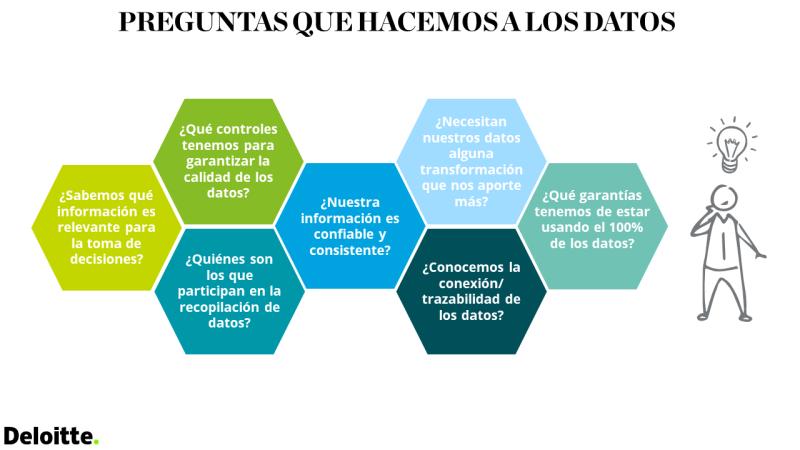 PREGUNTAS QUE HACEMOS A LOS DATOS
¿Sabemos qué
información es
relevante para
la toma de
decisiones?
¿Qué controles
tenemos para
garantizar la
calidad de los
datos?
¿Quiénes son
los que
participan en la
recopilación de
datos?
¿Nuestra
información es
confiable y
consistente?
¿Necesitan
nuestros datos
alguna
transformación
que nos aporte
más?
¿Conocemos la
conexión/
trazabilidad de
los datos?
¿Qué garantías
tenemos de estar
usando el 100%
de los datos?
Deloitte.